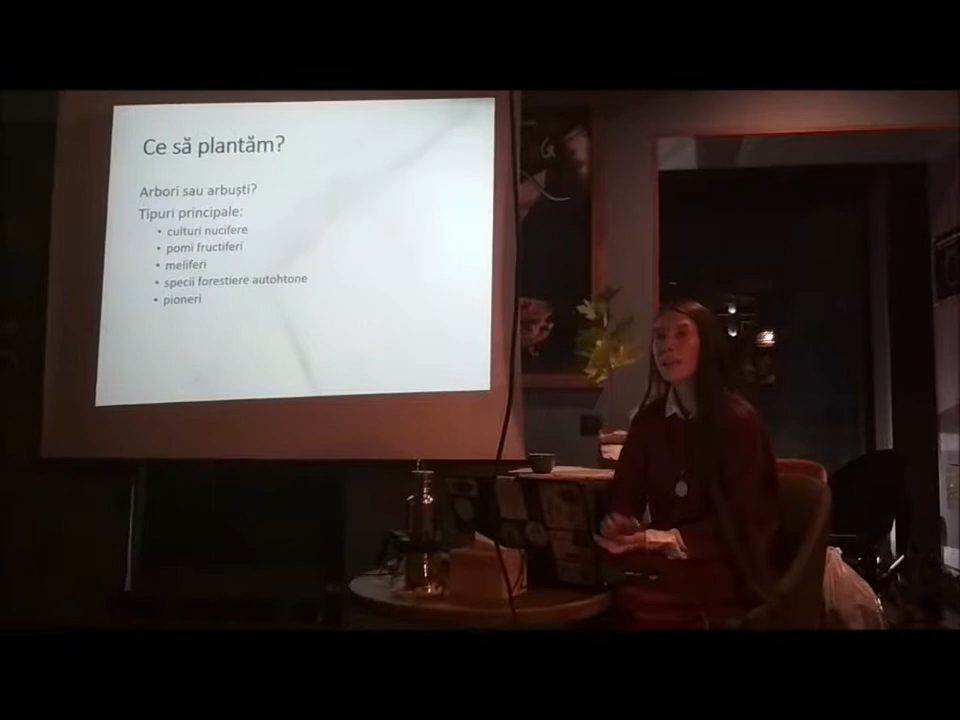 Ce să plantăm?
Arbori sau arbuști?
Tipuri principale:
• culturi nucifere
• pomi fructiferi
• meliferi
• specii forestiere autohtone
• pioneri